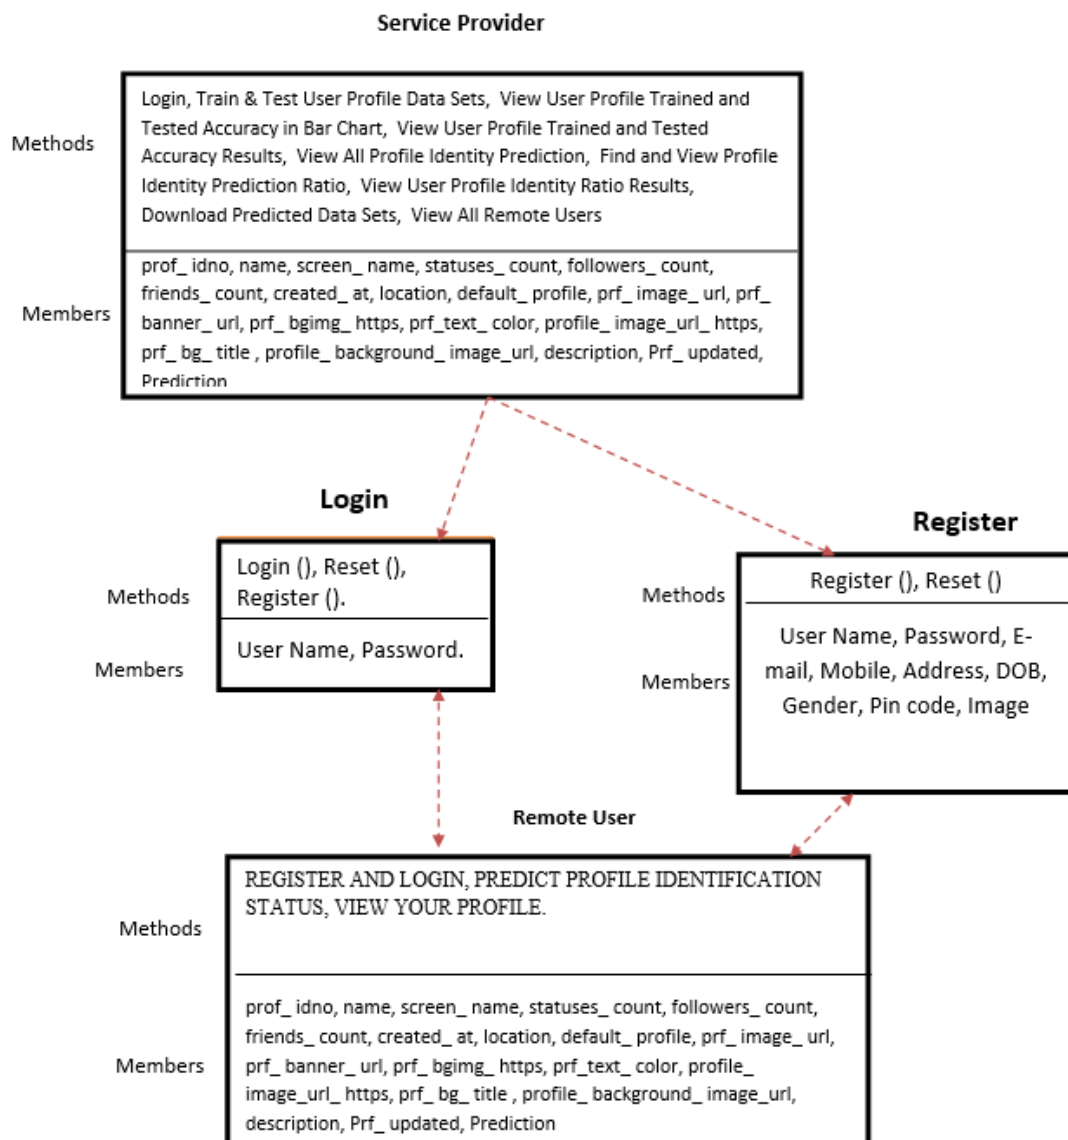 Service Provider
Methods
Login, Train & Test User Profile Data Sets,  View User Profile Trained and
Tested Accuracy in Bar Chart,  View User Profile Trained and Tested
Accuracy Results,  View All Profile Identity Prediction,  Find and View Profile
Identity Prediction Ratio,  View User Profile Identity Ratio Results,
Download Predicted Data Sets,  View All Remote Users
Members
prof_ idno, name, screen_ name, statuses_ count, followers_ count,
friends_ count, created_ at, location, default_ profile, prf_ image_ url, prf_
banner_ url, prf_ bgimg_ https, prf_text_ color, profile_ image_url_ https,
prf_ bg_ title , profile_ background_ image_url, description, Prf_ updated,
Prediction
Login
Methods
Login (), Reset (),
Register ().
Members
User Name, Password.
Register
Methods
Register (), Reset ()
Members
User Name, Password, E-
mail, Mobile, Address, DOB,
Gender, Pin code, Image
Remote User
Methods
REGISTER AND LOGIN, PREDICT PROFILE IDENTIFICATION
STATUS, VIEW YOUR PROFILE.
Members
prof_ idno, name, screen_ name, statuses_ count, followers_ count,
friends_ count, created_ at, location, default_ profile, prf_ image_ url,
prf_ banner_ url, prf_ bgimg_ https, prf_text_ color, profile_
image_url_ https, prf_ bg_ title , profile_ background_ image_url,
description, Prf_ updated, Prediction